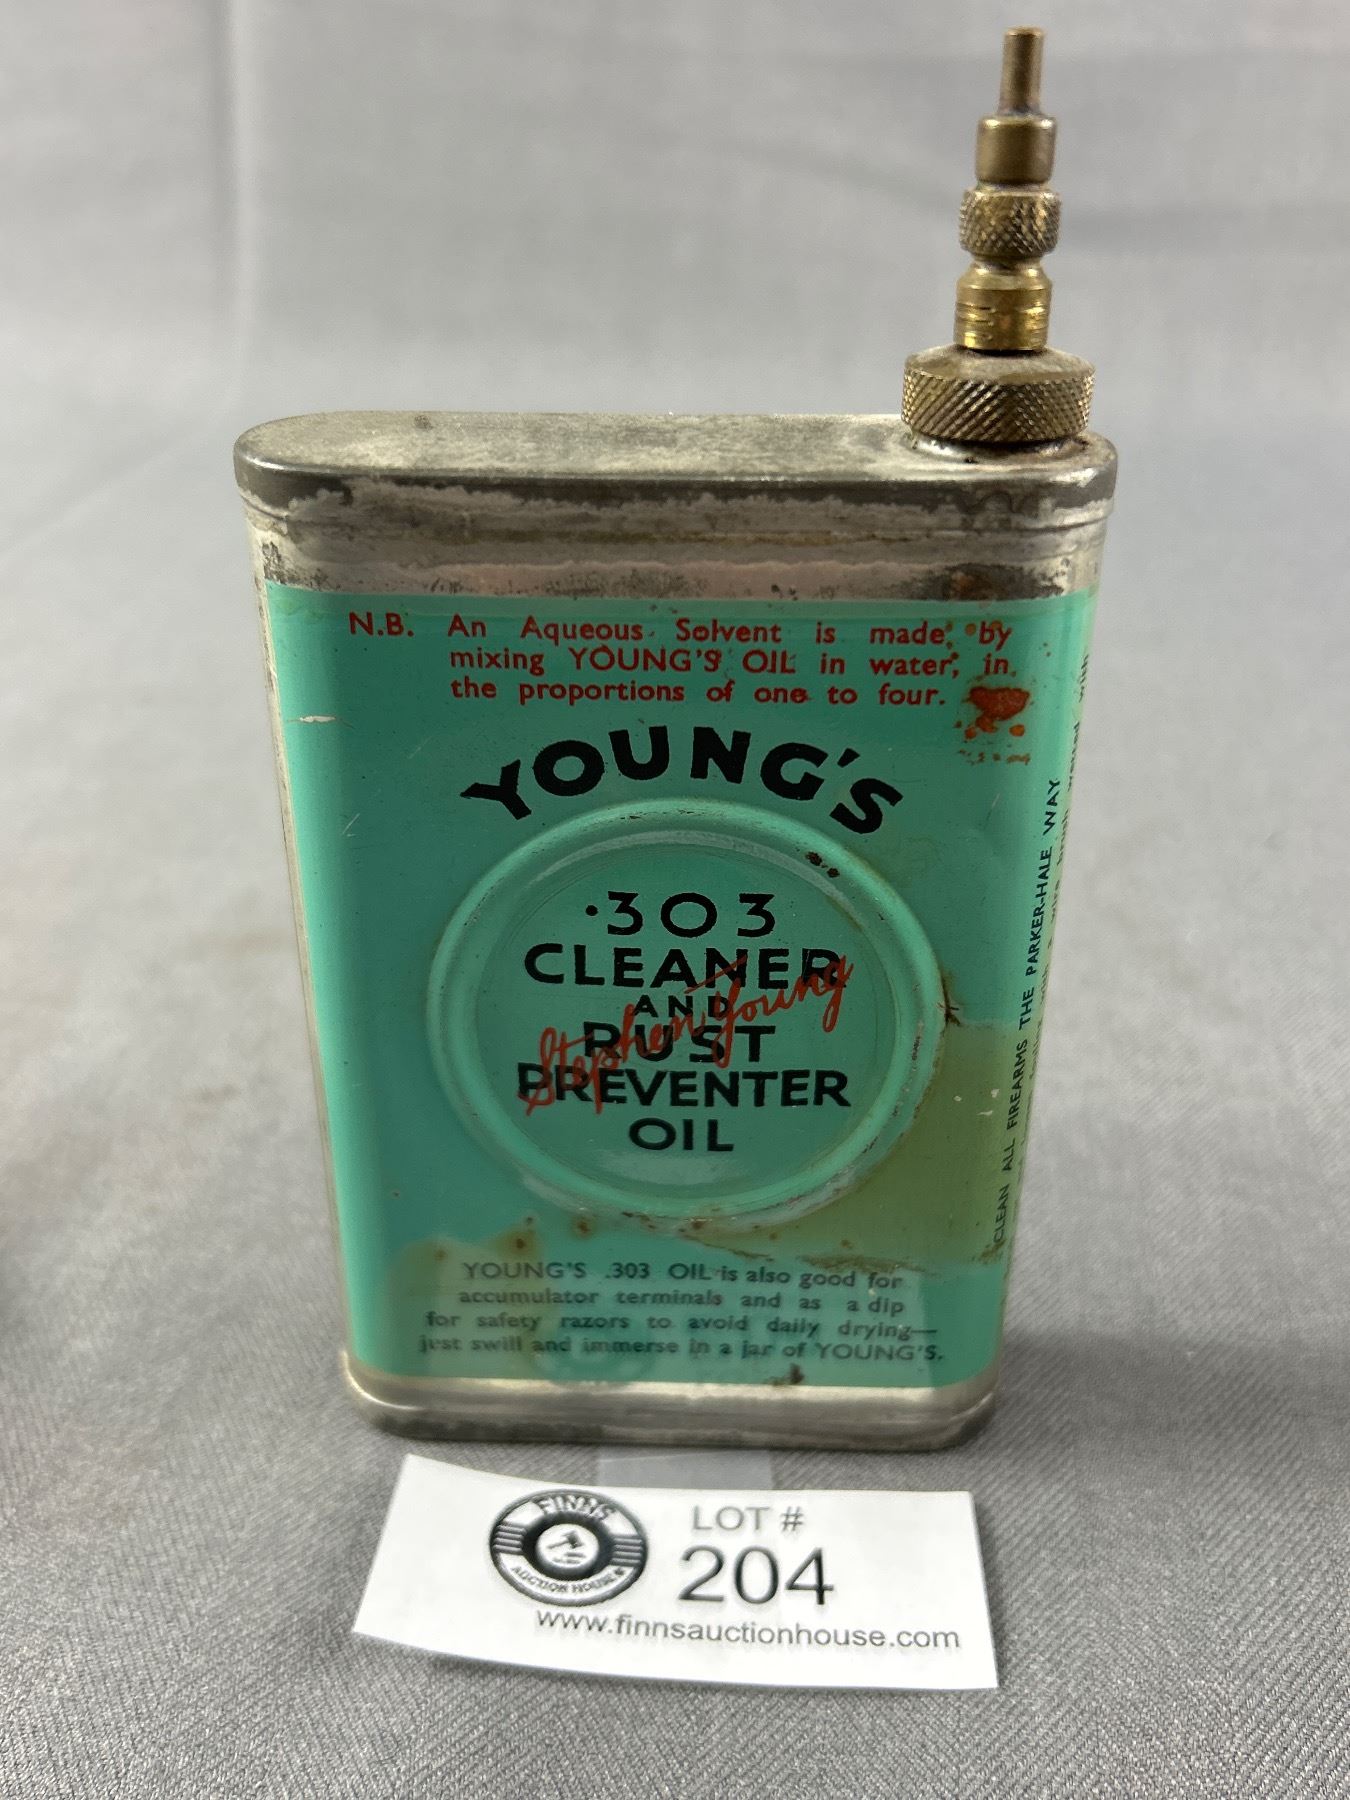 N.B. An Aqueous Solvent is made by
mixing YOUNG'S OIL in water, in
the proportions of one to four.
YOUNG'S
·303
CLEANER
AND
RUST
PREVENTER
OIL
Stephen Young
YOUNG'S .303 OIL is also good for
accumulator terminals and as a dip
for safety razors to avoid daily drying—
just swill and immerse in a jar of YOUNG'S.
CLEAN ALL FIREARMS THE PARKER-HALE WAY
with
FINNS
AUCTION HOUSE
LOT #
204
www.finnsauctionhouse.com